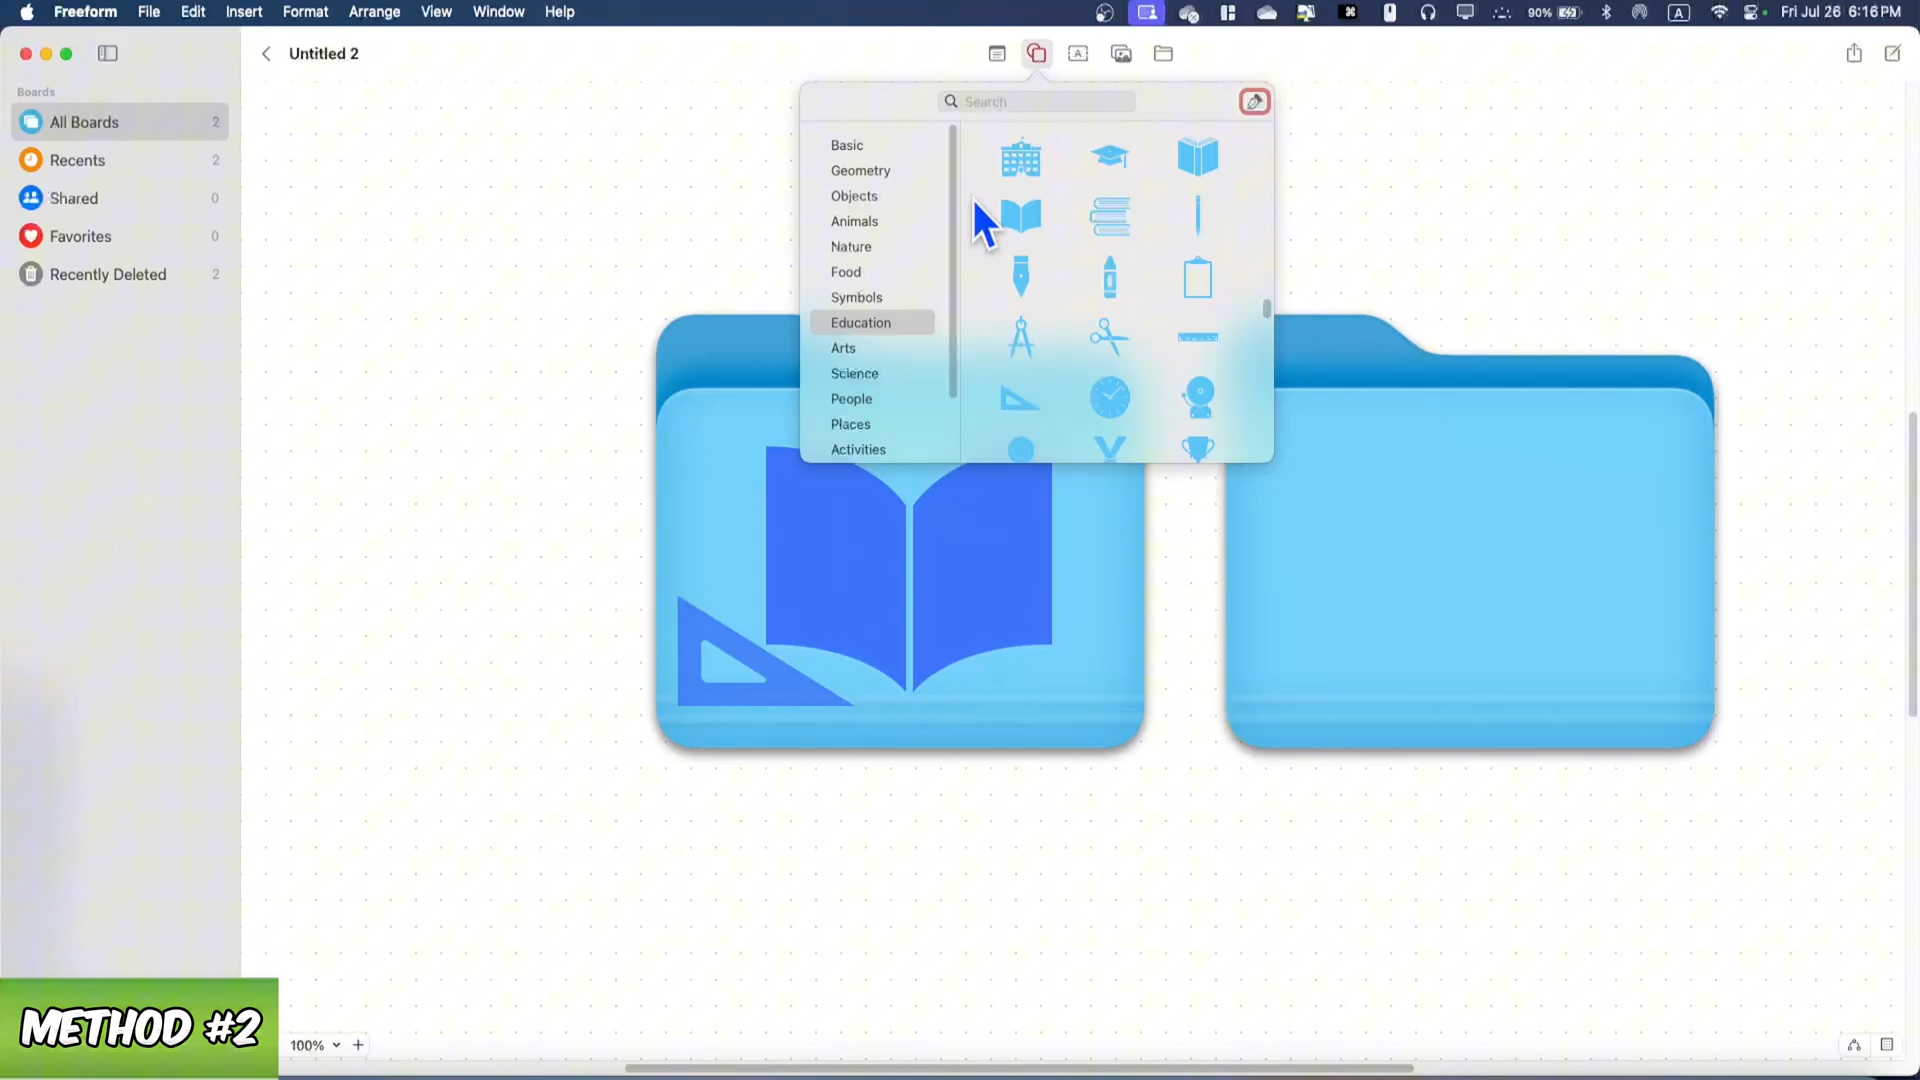 Freeform File Edit Insert Format Arrange View Window Help 90% A Fri Jul 26 6:16 PM
Untitled 2
A
Boards
All Boards 2
Recents 2
Shared 0
Favorites 0
Recently Deleted 2
Search
Basic
Geometry
Objects
Animals
Nature
Food
Symbols
Education
Arts
Science
People
Places
Activities
METHOD #2
100% +